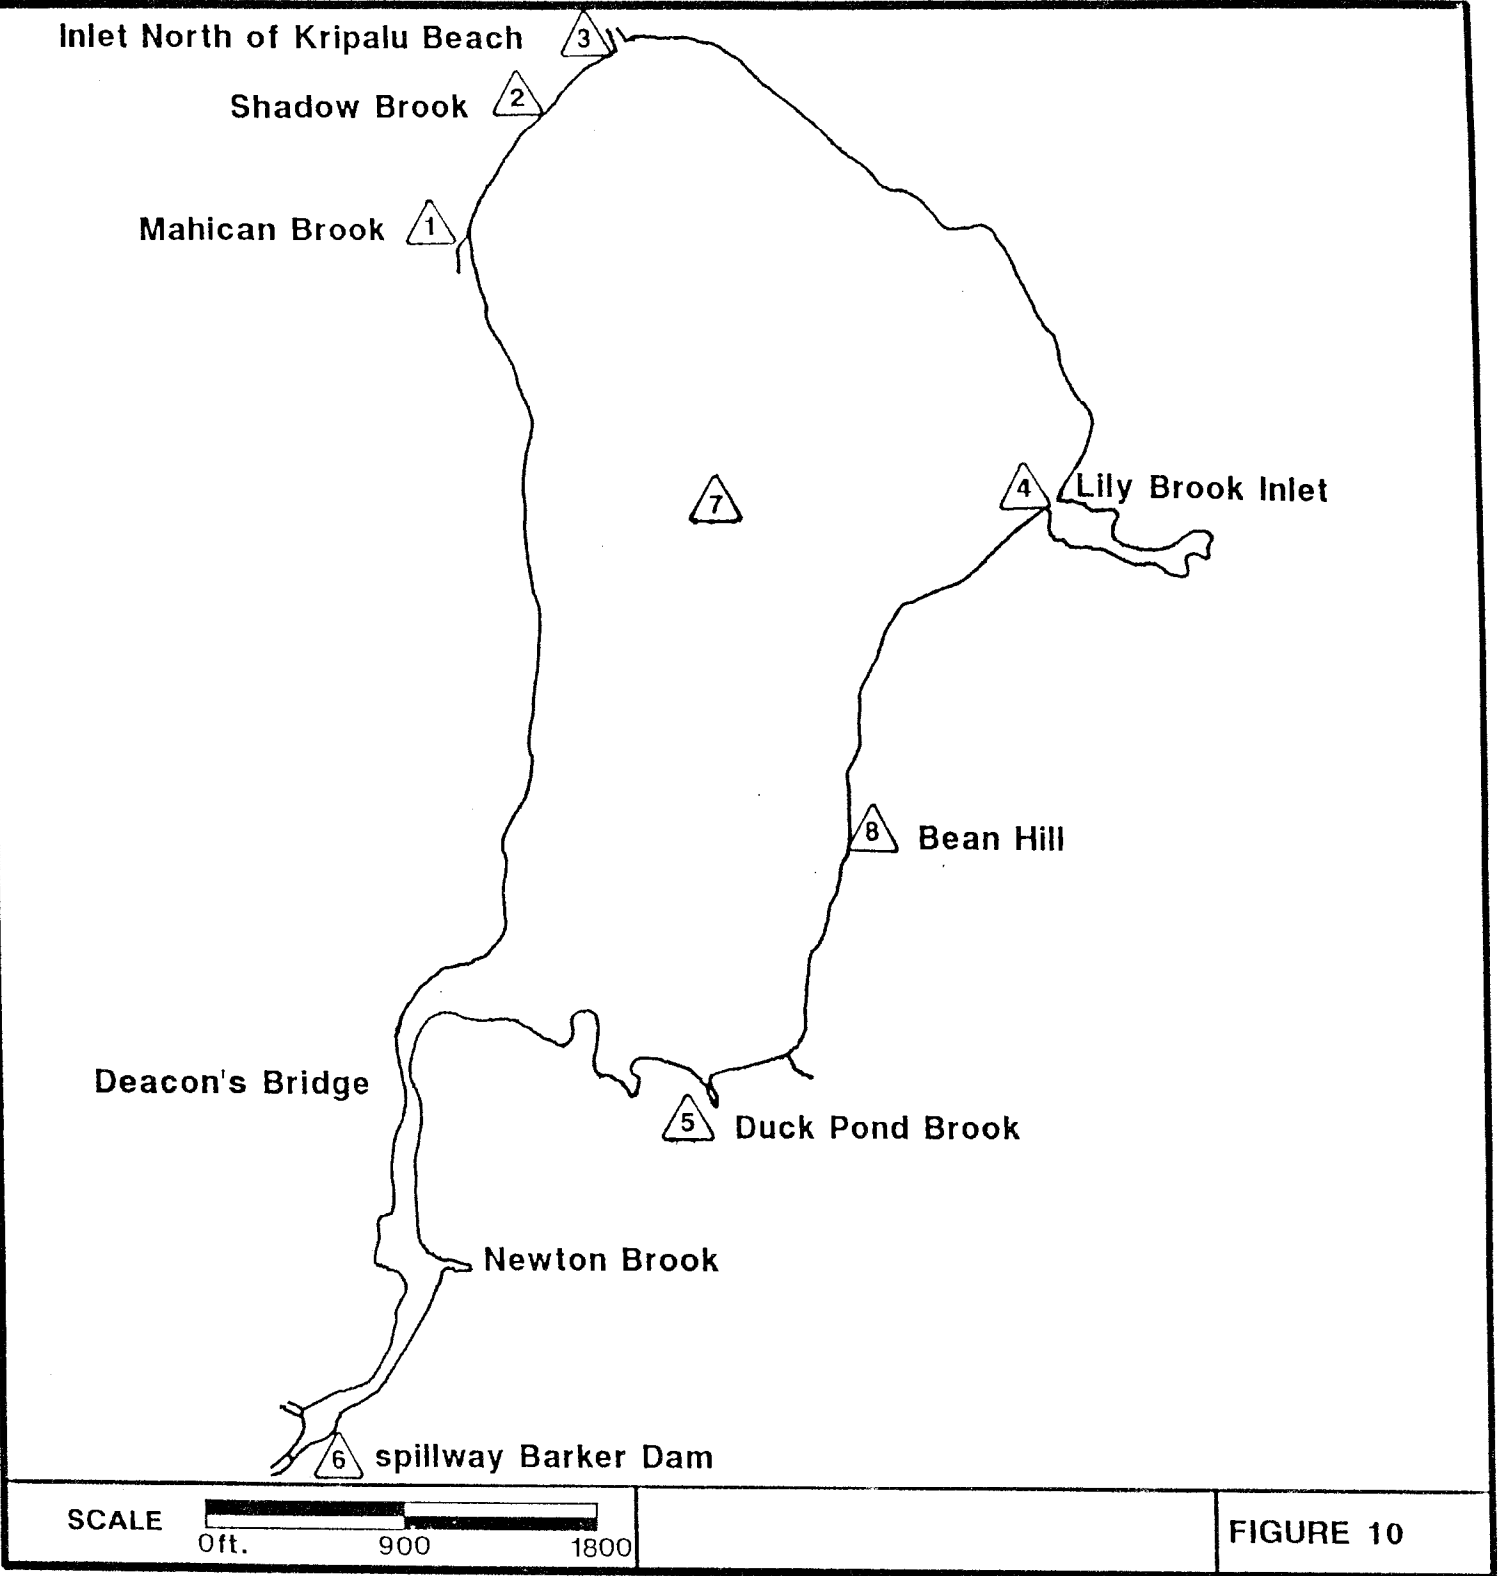 Inlet North of Kripalu Beach 3
Shadow Brook 2
Mahican Brook 1
7
4 Lily Brook Inlet
8 Bean Hill
Deacon's Bridge
5 Duck Pond Brook
Newton Brook
6 spillway Barker Dam
SCALE
0ft. 900 1800
FIGURE 10